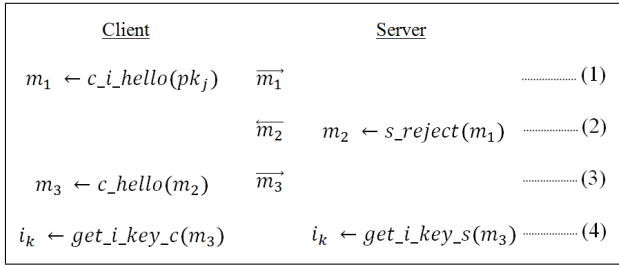 Client Server
m₁ ← c_i_hello(pkⱼ) m₁→ .................. (1)
m₂← m₂ ← s_reject(m₁) .................. (2)
m₃ ← c_hello(m₂) m₃→ .................. (3)
iₖ ← get_i_key_c(m₃) iₖ ← get_i_key_s(m₃) .................. (4)